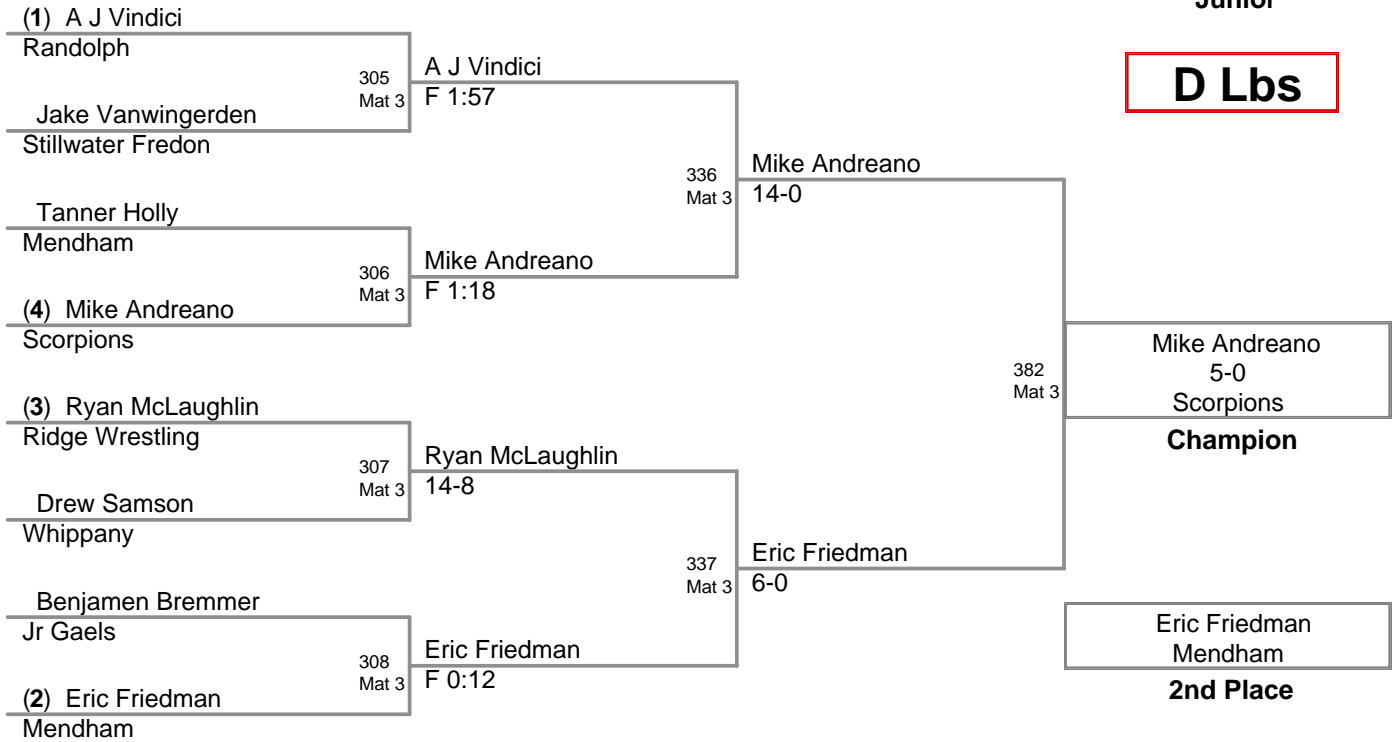 Junior
D Lbs
(1) A J Vindici
Randolph
305
Mat 3
A J Vindici
F 1:57
Jake Vanwingerden
Stillwater Fredon
336
Mat 3
Mike Andreano
14-0
Tanner Holly
Mendham
306
Mat 3
Mike Andreano
F 1:18
(4) Mike Andreano
Scorpions
382
Mat 3
Mike Andreano
5-0
Scorpions
Champion
(3) Ryan McLaughlin
Ridge Wrestling
307
Mat 3
Ryan McLaughlin
14-8
Drew Samson
Whippany
337
Mat 3
Eric Friedman
6-0
Benjamen Bremmer
Jr Gaels
308
Mat 3
Eric Friedman
F 0:12
(2) Eric Friedman
Mendham
Eric Friedman
Mendham
2nd Place